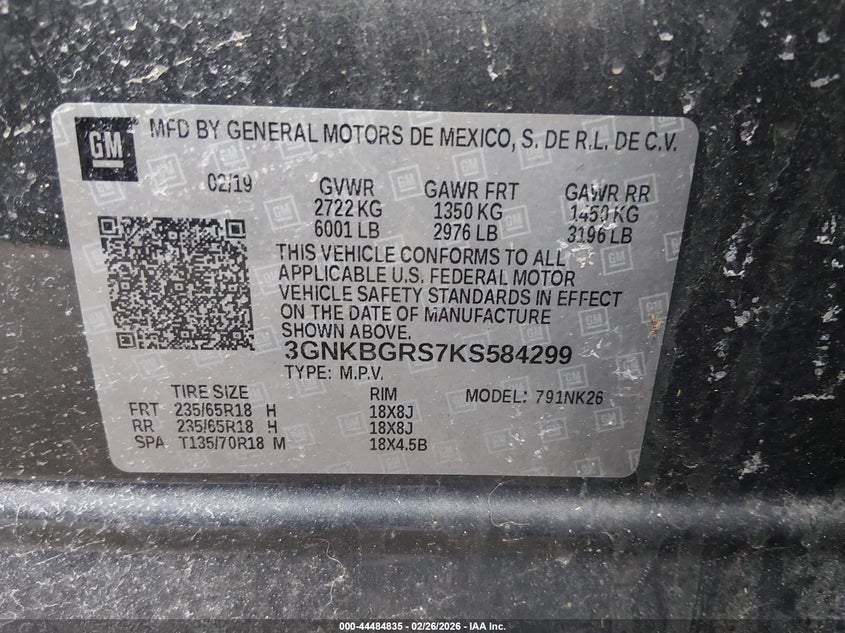 GM MFD BY GENERAL MOTORS DE MEXICO, S. DE R.L. DE C.V.
02/19 GVWR GAWR FRT GAWR RR
2722 KG 1350 KG 1450 KG
6001 LB 2976 LB 3196 LB
THIS VEHICLE CONFORMS TO ALL
APPLICABLE U.S. FEDERAL MOTOR
VEHICLE SAFETY STANDARDS IN EFFECT
ON THE DATE OF MANUFACTURE
SHOWN ABOVE.
3GNKBGRS7KS584299
TYPE: M.P.V.
TIRE SIZE RIM MODEL: 791NK26
FRT 235/65R18 H 18X8J
RR 235/65R18 H 18X8J
SPA T135/70R18 M 18X4.5B
000-44484835 - 02/26/2026 - IAA Inc.